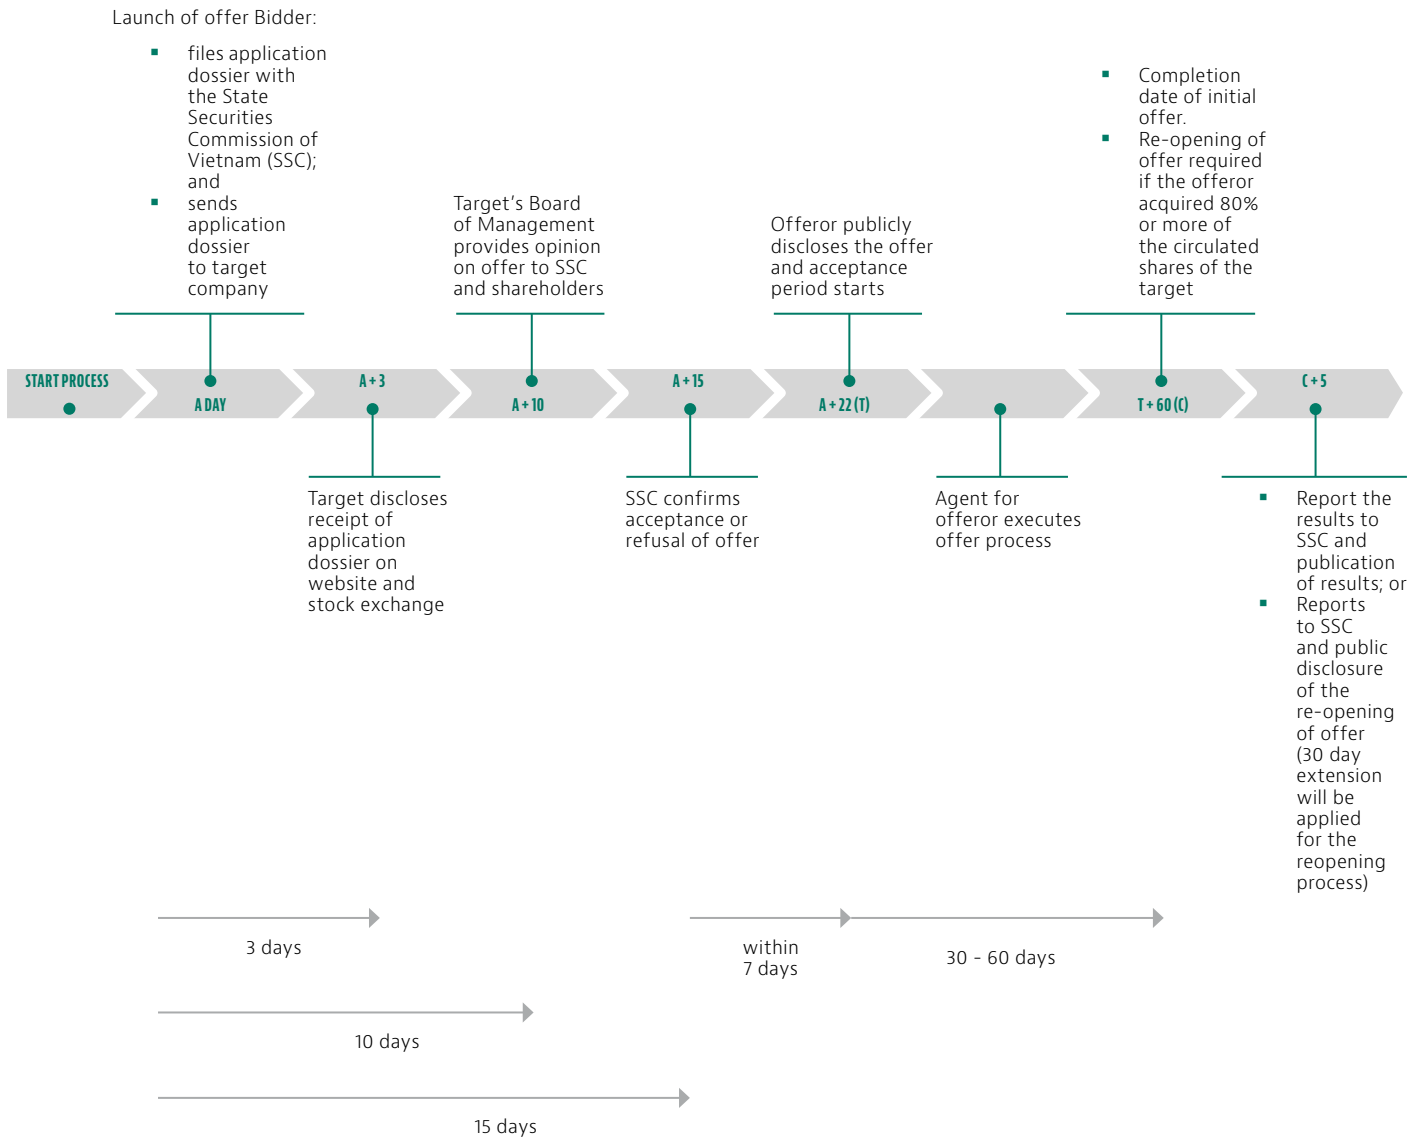 Launch of offer Bidder:
▪ files application
dossier with
the State
Securities
Commission of
Vietnam (SSC);
and
▪ sends
application
dossier
to target
company
Target's Board
of Management
provides opinion
on offer to SSC
and shareholders
Offeror publicly
discloses the offer
and acceptance
period starts
▪ Completion
date of initial
offer.
▪ Re-opening of
offer required
if the offeror
acquired 80%
or more of
the circulated
shares of the
target
START PROCESS
A DAY
A + 3
A + 10
A + 15
A + 22 (T)
T + 60 (C)
C + 5
Target discloses
receipt of
application
dossier on
website and
stock exchange
SSC confirms
acceptance or
refusal of offer
Agent for
offeror executes
offer process
▪ Report the
results to
SSC and
publication
of results; or
▪ Reports
to SSC
and public
disclosure
of the
re-opening
of offer
(30 day
extension
will be
applied
for the
reopening
process)
3 days
within
7 days
30 - 60 days
10 days
15 days